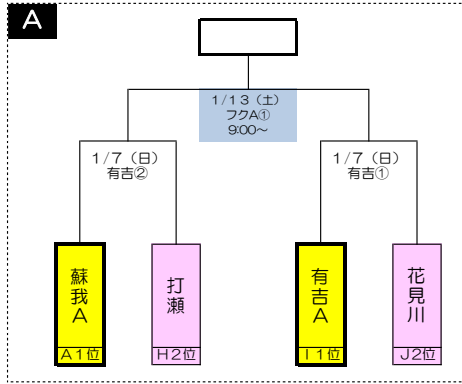 A
1/13（土）
フクA①
9:00～
1/7（日）
有吉②
1/7（日）
有吉①
蘇我A
A1位
打瀬
H2位
有吉A
I1位
花見川
J2位